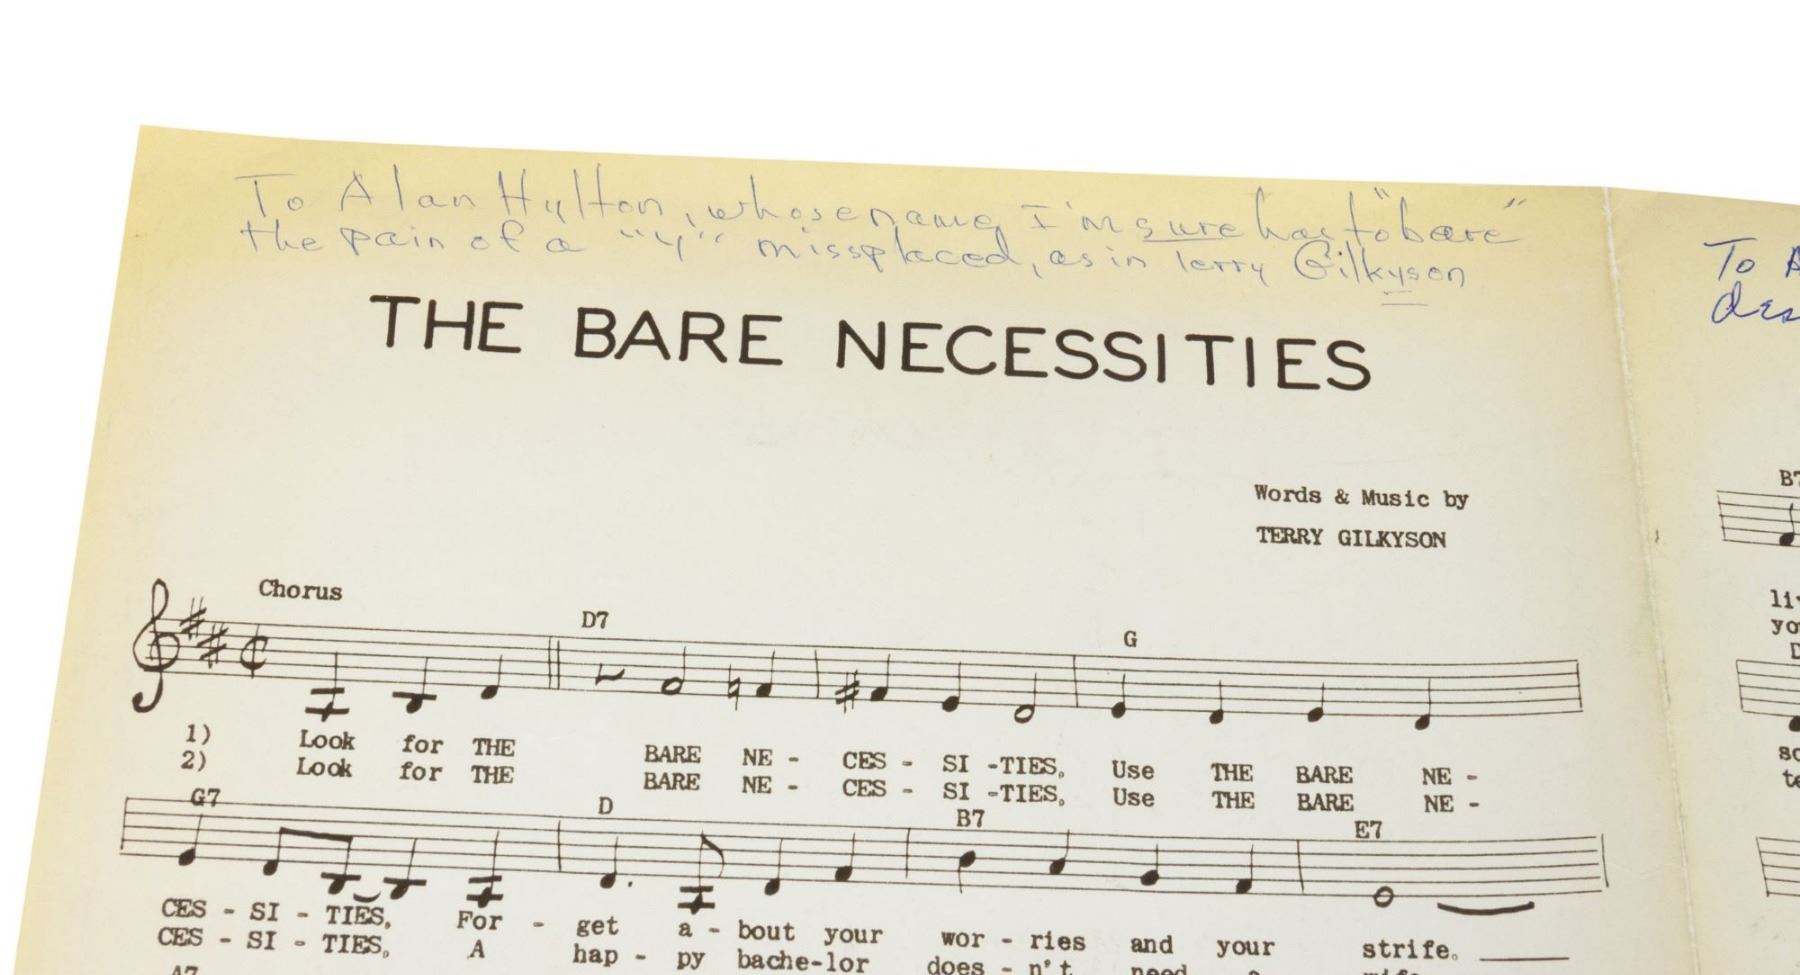 To Alan Hylton, whose name I'm sure has to "bare"
the pain of a "y" missplaced, as in Terry Gilkyson
THE BARE NECESSITIES
Words & Music by
TERRY GILKYSON
Chorus
D7 G
1) Look for THE BARE NE - CES - SI - TIES, Use THE BARE NE -
2) Look for THE BARE NE - CES - SI - TIES, Use THE BARE NE -
G7 D B7 E7
CES - SI - TIES, For - get a - bout your wor - ries and your strife.
CES - SI - TIES, A hap - py bache-lor does - n't need a
A7
To
B7